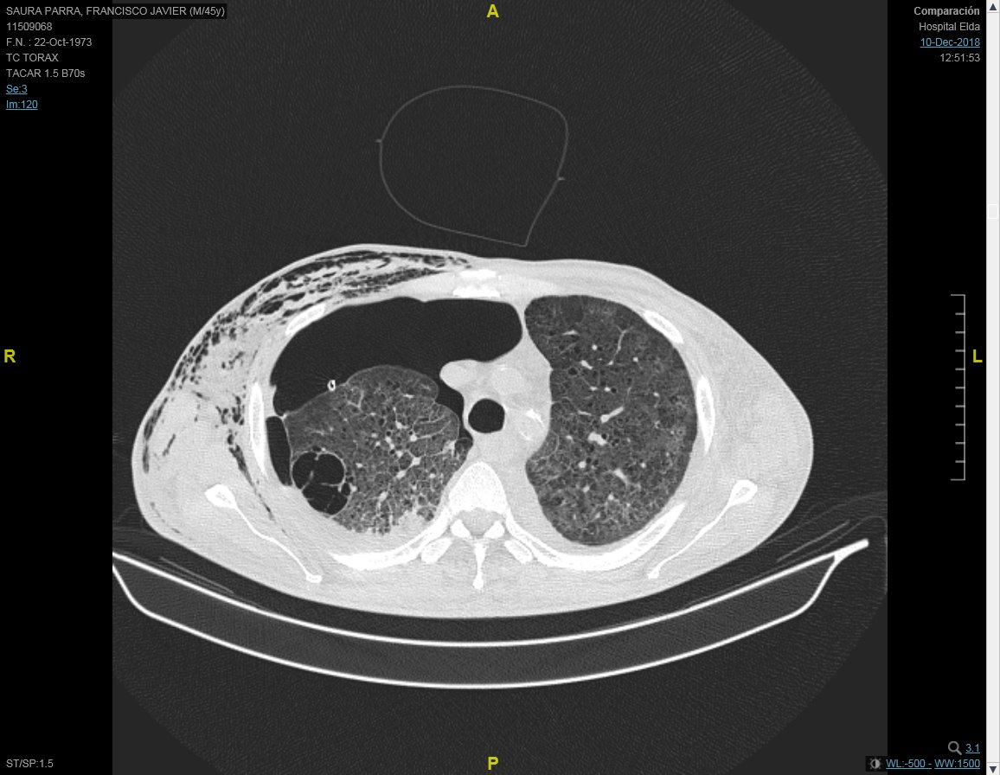 SAURA PARRA, FRANCISCO JAVIER (M/45y)
11509068
F.N. : 22-Oct-1973
TC TORAX
TACAR 1.5 B70s
Se:3
Im:120
A
Comparación
Hospital Elda
10-Dec-2018
12:51:53
R
L
ST/SP:1.5
P
3.1
WL:-500 - WW:1500